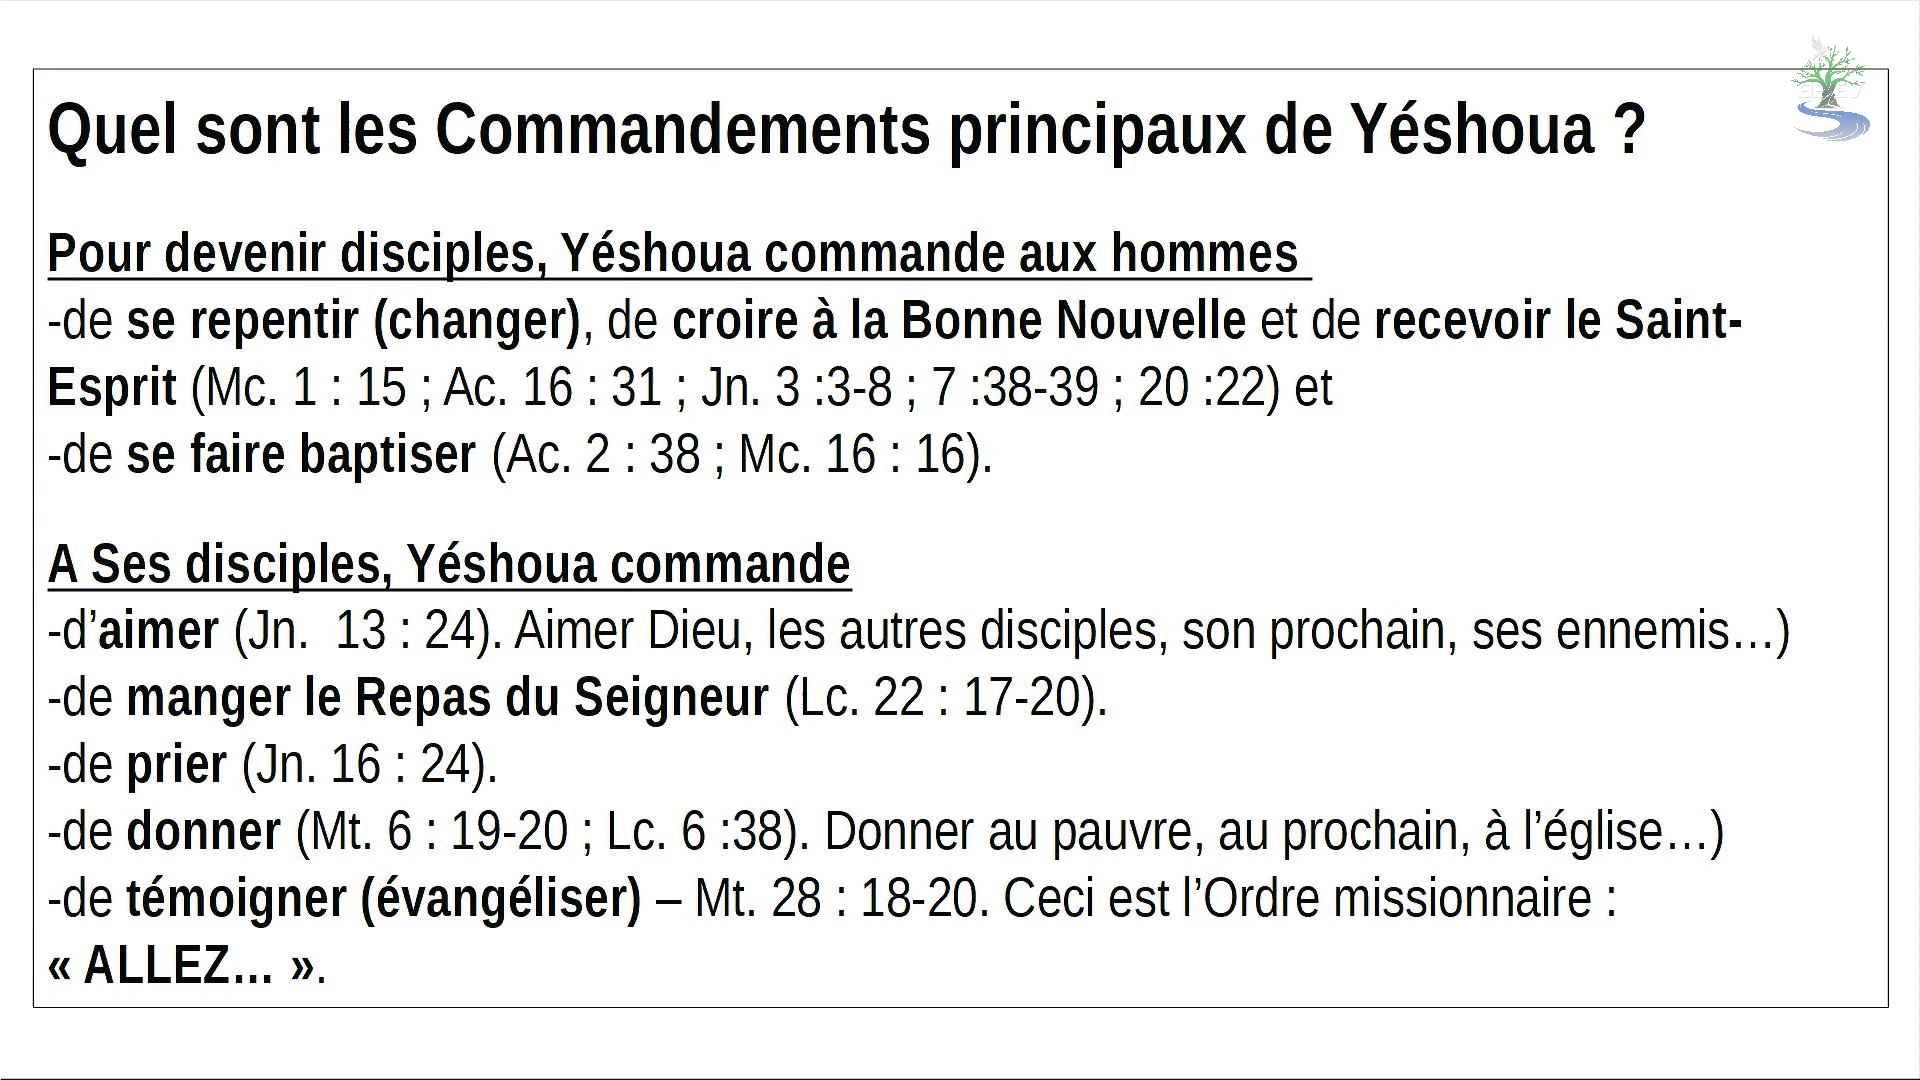 Quel sont les Commandements principaux de Yéshoua ?
Pour devenir disciples, Yéshoua commande aux hommes
-de se repentir (changer), de croire à la Bonne Nouvelle et de recevoir le Saint-
Esprit (Mc. 1 : 15 ; Ac. 16 : 31 ; Jn. 3 :3-8 ; 7 :38-39 ; 20 :22) et
-de se faire baptiser (Ac. 2 : 38 ; Mc. 16 : 16).
A Ses disciples, Yéshoua commande
-d’aimer (Jn.  13 : 24). Aimer Dieu, les autres disciples, son prochain, ses ennemis…)
-de manger le Repas du Seigneur (Lc. 22 : 17-20).
-de prier (Jn. 16 : 24).
-de donner (Mt. 6 : 19-20 ; Lc. 6 :38). Donner au pauvre, au prochain, à l’église…)
-de témoigner (évangéliser) – Mt. 28 : 18-20. Ceci est l’Ordre missionnaire :
« ALLEZ… ».